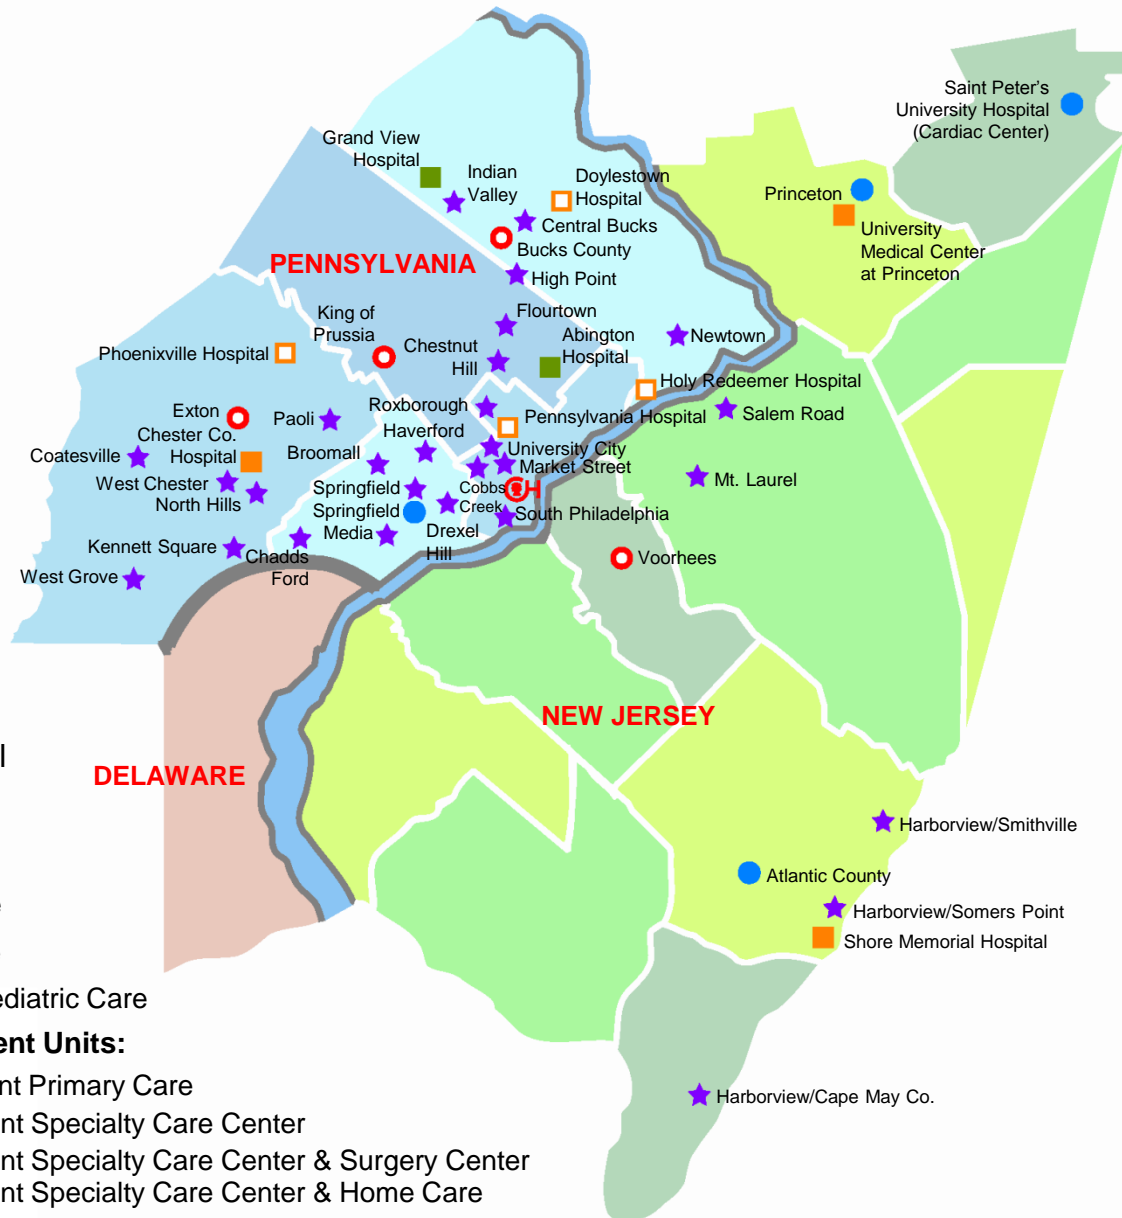 Saint Peter's
University Hospital
(Cardiac Center)
Grand View
Hospital
Indian
Valley
Doylestown
Hospital
Princeton
Central Bucks
University
Medical Center
at Princeton
Bucks County
PENNSYLVANIA
High Point
King of
Prussia
Flourtown
Chestnut
Hill
Abington
Hospital
Newtown
Phoenixville Hospital
Holy Redeemer Hospital
Roxborough
Pennsylvania Hospital
Salem Road
Exton
Paoli
Chester Co.
Hospital
Haverford
University City
Coatesville
Broomall
Market Street
West Chester
North Hills
Springfield
Cobbs
Creek
Mt. Laurel
Springfield
South Philadelphia
Media
Drexel
Hill
Kennett Square
Chadds
Ford
Voorhees
West Grove
NEW JERSEY
DELAWARE
Harborview/Smithville
Atlantic County
Harborview/Somers Point
Shore Memorial Hospital
ediatric Care
ent Units:
nt Primary Care
Harborview/Cape May Co.
nt Specialty Care Center
nt Specialty Care Center & Surgery Center
nt Specialty Care Center & Home Care